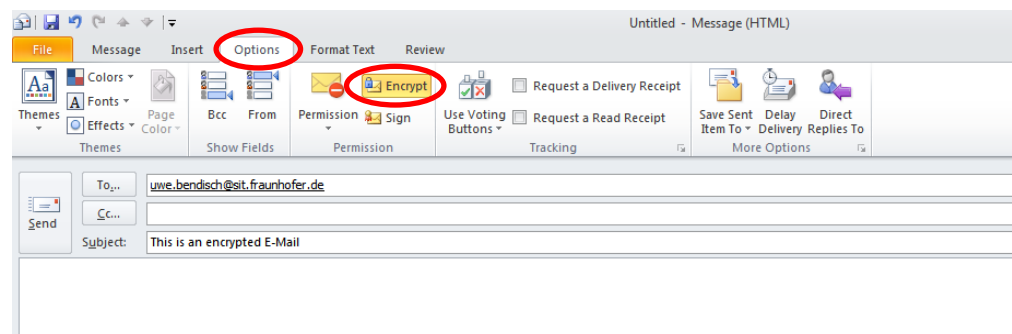 Untitled - Message (HTML)
File Message Insert Options Format Text Review
Aa Colors Encrypt Request a Delivery Receipt
A Fonts
Themes Effects Page Color Bcc From Permission Sign Use Voting Buttons Request a Read Receipt Save Sent Item To Delay Delivery Direct Replies To
Themes Show Fields Permission Tracking More Options
To... uwe.bendisch@sit.fraunhofer.de
Send Cc...
Subject: This is an encrypted E-Mail